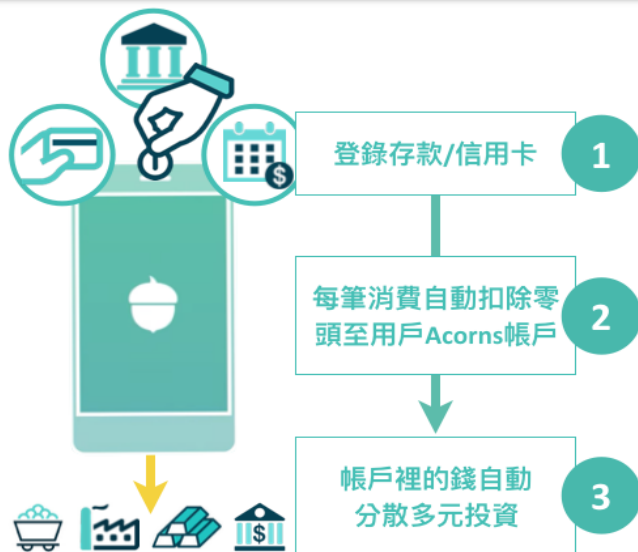 登錄存款/信用卡
1
每筆消費自動扣除零
頭至用戶Acorns帳戶
2
帳戶裡的錢自動
分散多元投資
3
$
$